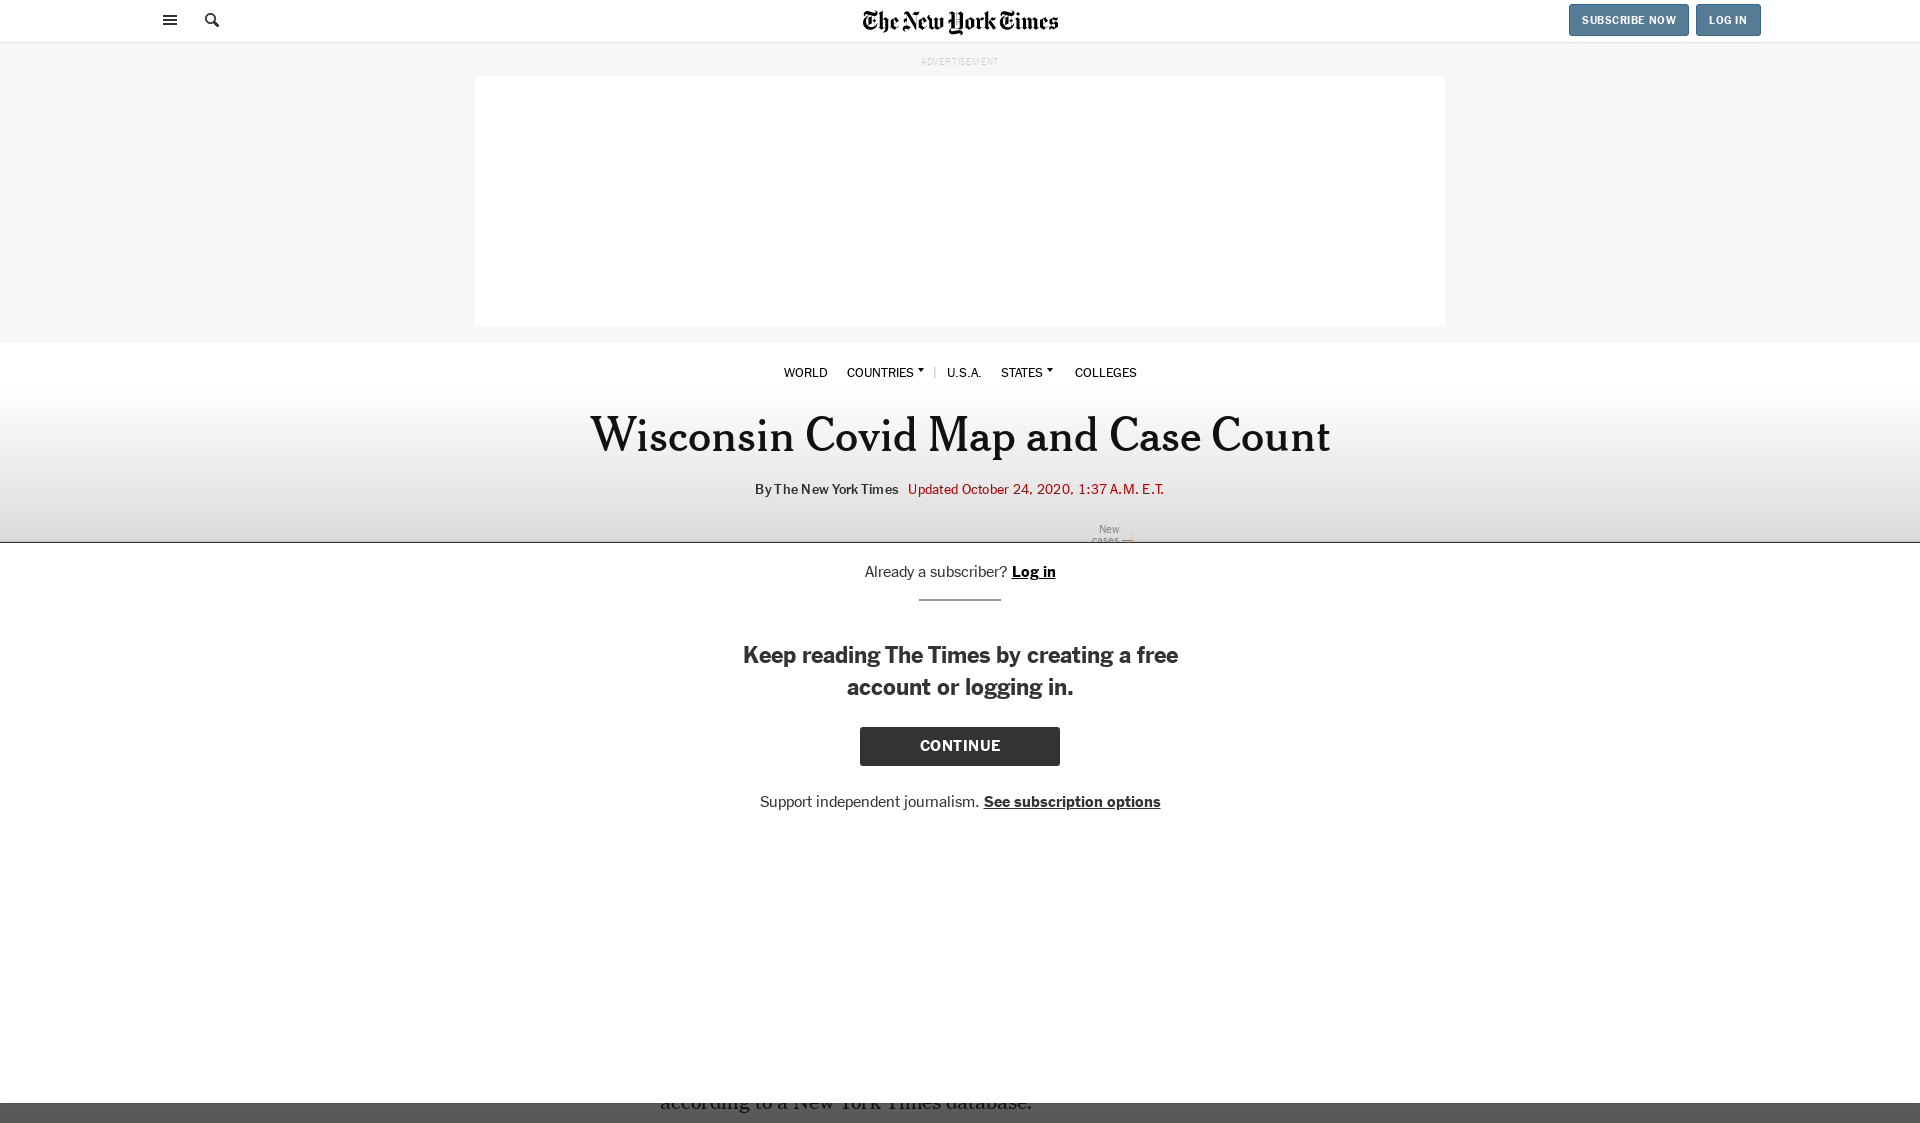 The New York Times
SUBSCRIBE NOW
LOG IN
ADVERTISEMENT
WORLD COUNTRIES U.S.A. STATES COLLEGES
Wisconsin Covid Map and Case Count
By The New York Times Updated October 24, 2020, 1:37 A.M. E.T.
New
cases
Already a subscriber? Log in
Keep reading The Times by creating a free
account or logging in.
CONTINUE
Support independent journalism. See subscription options
according to a New York Times database.